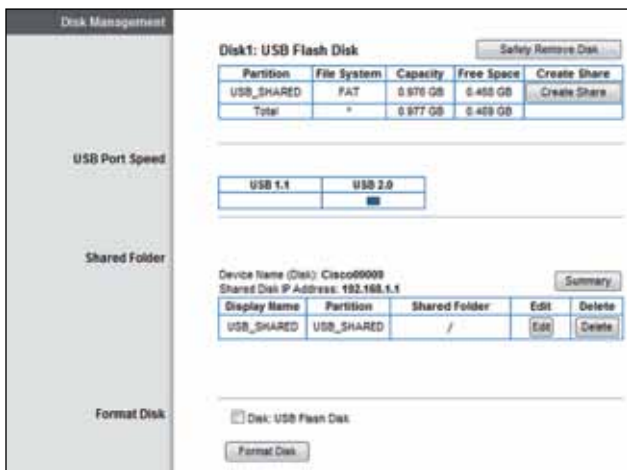 Disk Management
Disk1: USB Flash Disk
Safely Remove Disk
Partition File System Capacity Free Space Create Share
USB_SHARED FAT 0.976 GB 0.468 GB Create Share
Total * 0.977 GB 0.469 GB
USB Port Speed
USB 1.1 USB 2.0
Shared Folder
Device Name (Disk): Cisco00009
Shared Disk IP Address: 192.168.1.1
Summary
Display Name Partition Shared Folder Edit Delete
USB_SHARED USB_SHARED / Edit Delete
Format Disk
Disk: USB Flash Disk
Format Disk